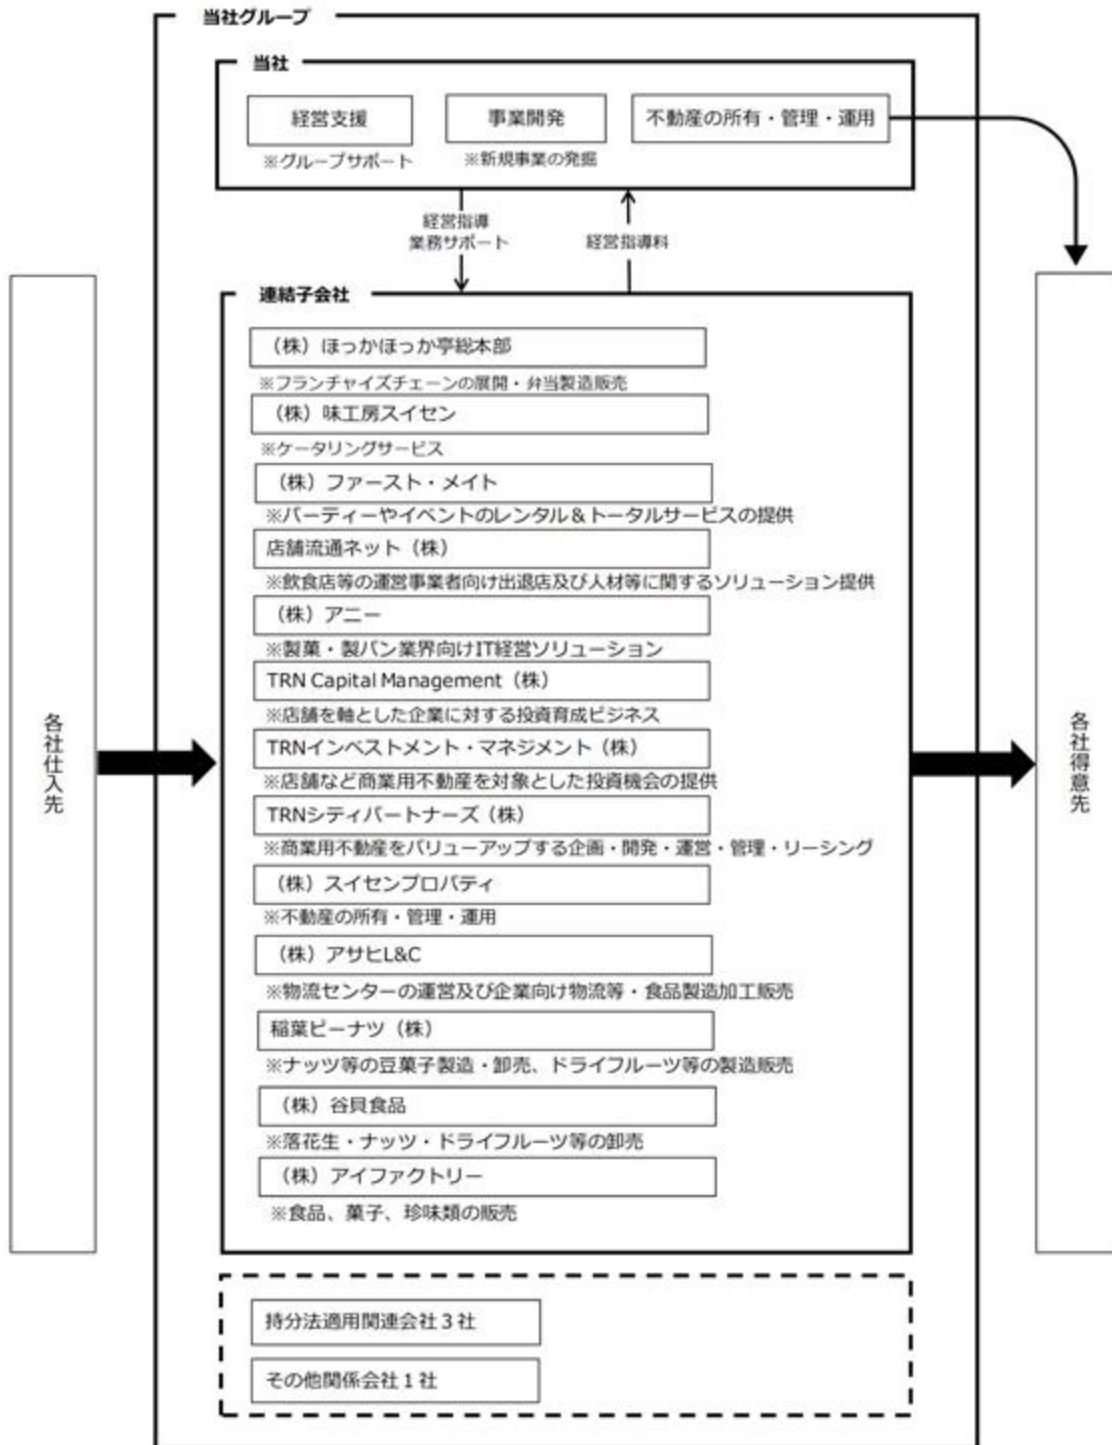 当社グループ
当社
経営支援
事業開発
不動産の所有・管理・運用
※グループサポート
※新規事業の発掘
経営指導
業務サポート
経営指導料
各社仕入先
連結子会社
（株）ほっかほっか亭総本部
※フランチャイズチェーンの展開・弁当製造販売
（株）味工房スイセン
※ケータリングサービス
（株）ファースト・メイト
※パーティーやイベントのレンタル＆トータルサービスの提供
店舗流通ネット（株）
※飲食店等の運営事業者向け出退店及び人材等に関するソリューション提供
（株）アニー
※製菓・製パン業界向けIT経営ソリューション
TRN Capital Management（株）
※店舗を軸とした企業に対する投資育成ビジネス
TRNインベストメント・マネジメント（株）
※店舗など商業用不動産を対象とした投資機会の提供
TRNシティパートナーズ（株）
※商業用不動産をバリューアップする企画・開発・運営・管理・リーシング
（株）スイセンプロパティ
※不動産の所有・管理・運用
（株）アサヒL&C
※物流センターの運営及び企業向け物流等・食品製造加工販売
稲葉ピーナツ（株）
※ナッツ等の豆菓子製造・卸売、ドライフルーツ等の製造販売
（株）谷貝食品
※落花生・ナッツ・ドライフルーツ等の卸売
（株）アイファクトリー
※食品、菓子、珍味類の販売
各社得意先
持分法適用関連会社３社
その他関係会社１社